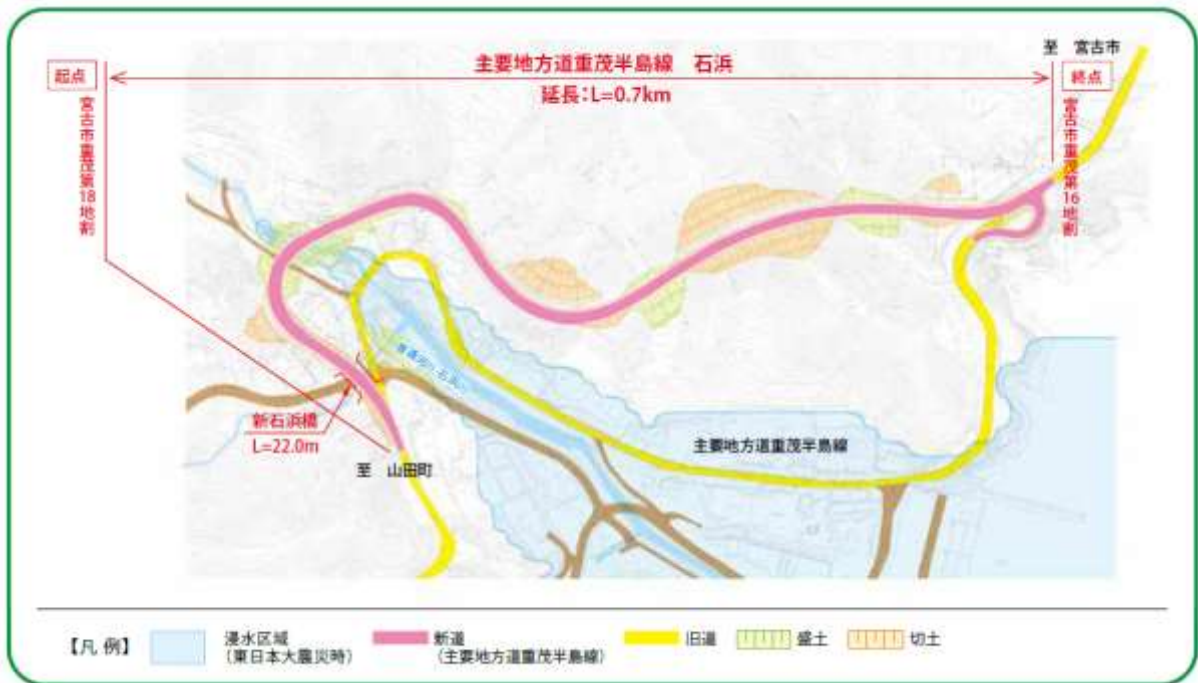 至　宮古市
主要地方道重茂半島線　石浜
延長：L=0.7km
起点
宮古市重茂第18地割
終点
宮古市重茂第16地割
新石浜橋
L=22.0m
至　山田町
主要地方道重茂半島線
【凡 例】
浸水区域
(東日本大震災時)
新道
(主要地方道重茂半島線)
旧道
盛土
切土